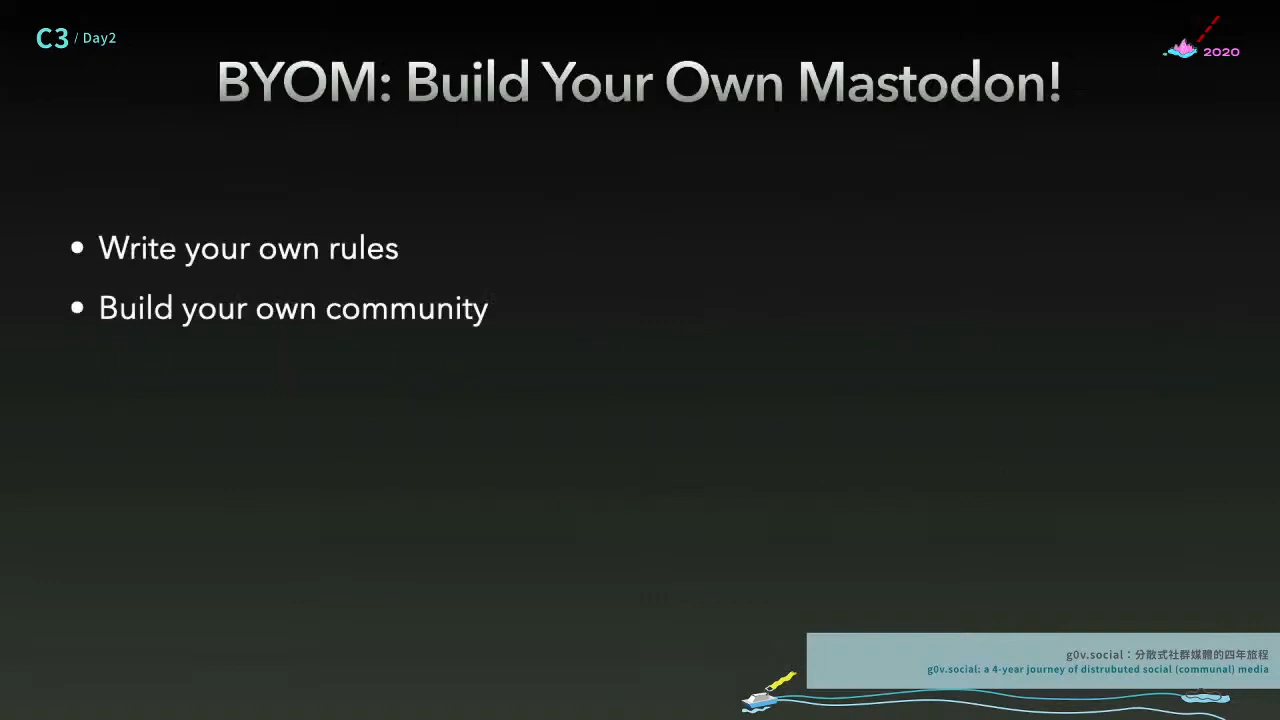 C3 / Day2
2020
BYOM: Build Your Own Mastodon!
• Write your own rules
• Build your own community
g0v.social：分散式社群媒體的四年旅程
g0v.social: a 4-year journey of distrubuted social (communal) media